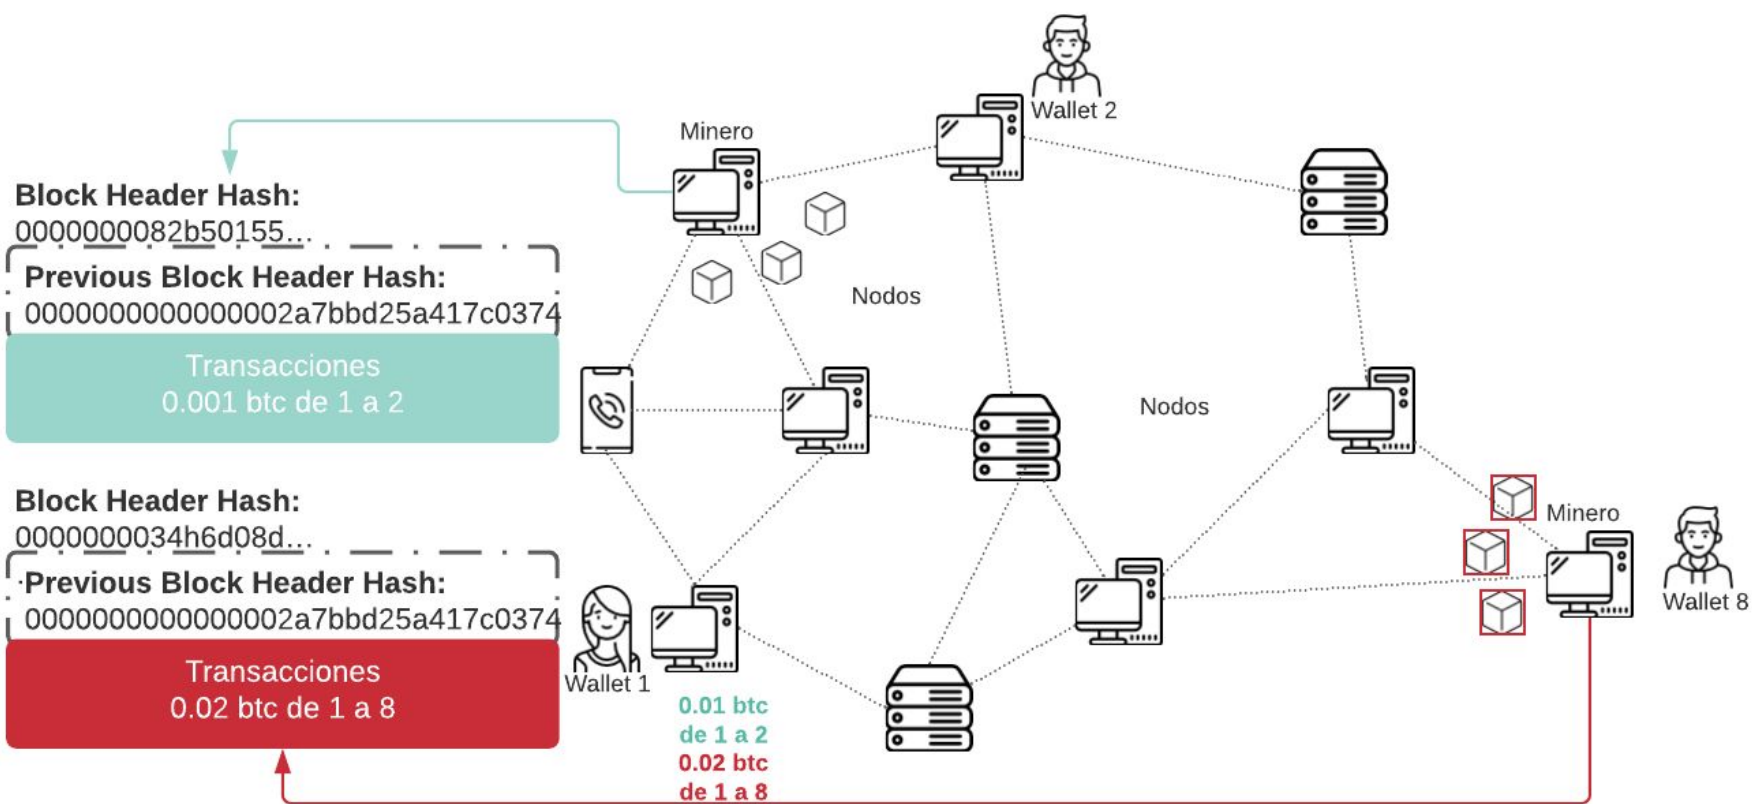 Wallet 2
Minero
Block Header Hash:
0000000082b50155...
Previous Block Header Hash:
0000000000000002a7bbd25a417c0374
Transacciones
0.001 btc de 1 a 2
Nodos
Nodos
Block Header Hash:
0000000034h6d08d...
Previous Block Header Hash:
0000000000000002a7bbd25a417c0374
Transacciones
0.02 btc de 1 a 8
Wallet 1
0.01 btc
de 1 a 2
0.02 btc
de 1 a 8
Minero
Wallet 8